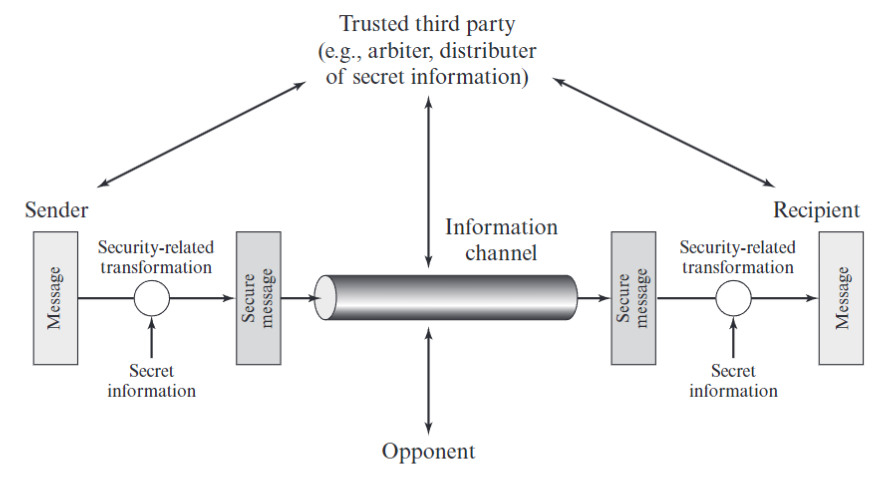 Trusted third party
(e.g., arbiter, distributer
of secret information)
Sender
Recipient
Information
channel
Security-related
transformation
Security-related
transformation
Message
Secure
message
Secure
message
Message
Secret
information
Secret
information
Opponent